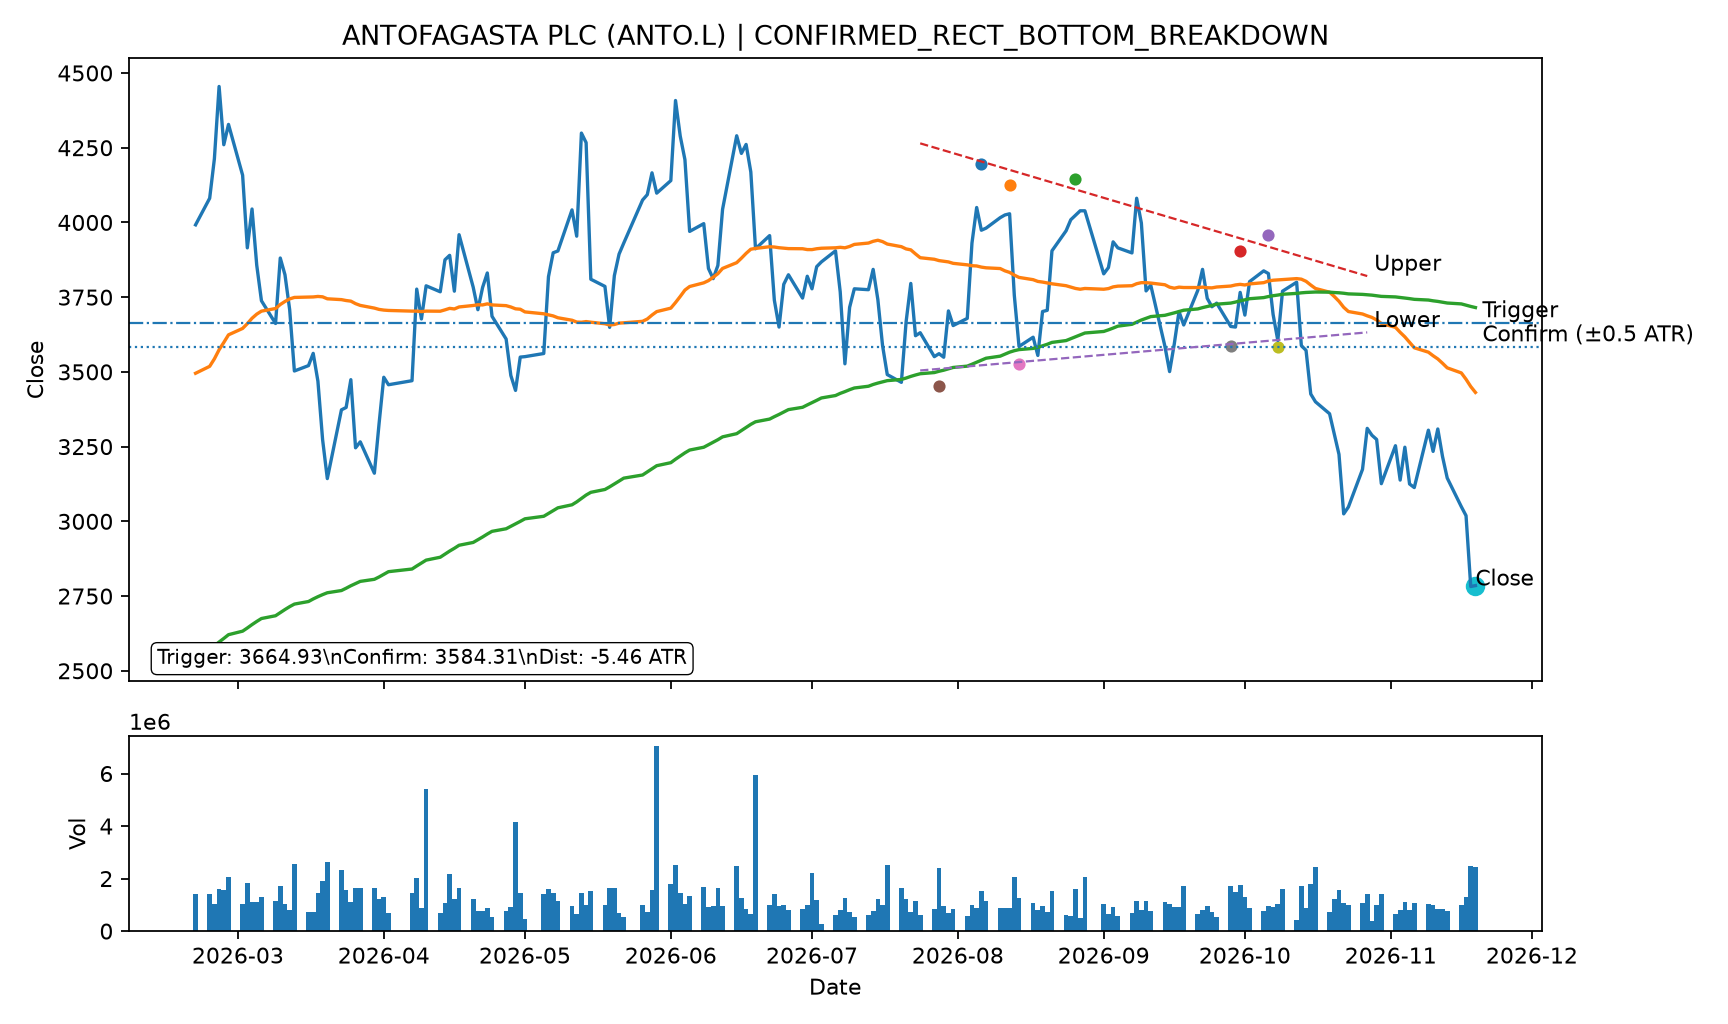 ANTOFAGASTA PLC (ANTO.L) | CONFIRMED_RECT_BOTTOM_BREAKDOWN
Close
4500
4250
4000
3750
3500
3250
3000
2750
2500
Upper
Trigger
Lower
Confirm (±0.5 ATR)
Close
Trigger: 3664.93\nConfirm: 3584.31\nDist: -5.46 ATR
1e6
Vol
6
4
2
0
2026-03 2026-04 2026-05 2026-06 2026-07 2026-08 2026-09 2026-10 2026-11 2026-12
Date